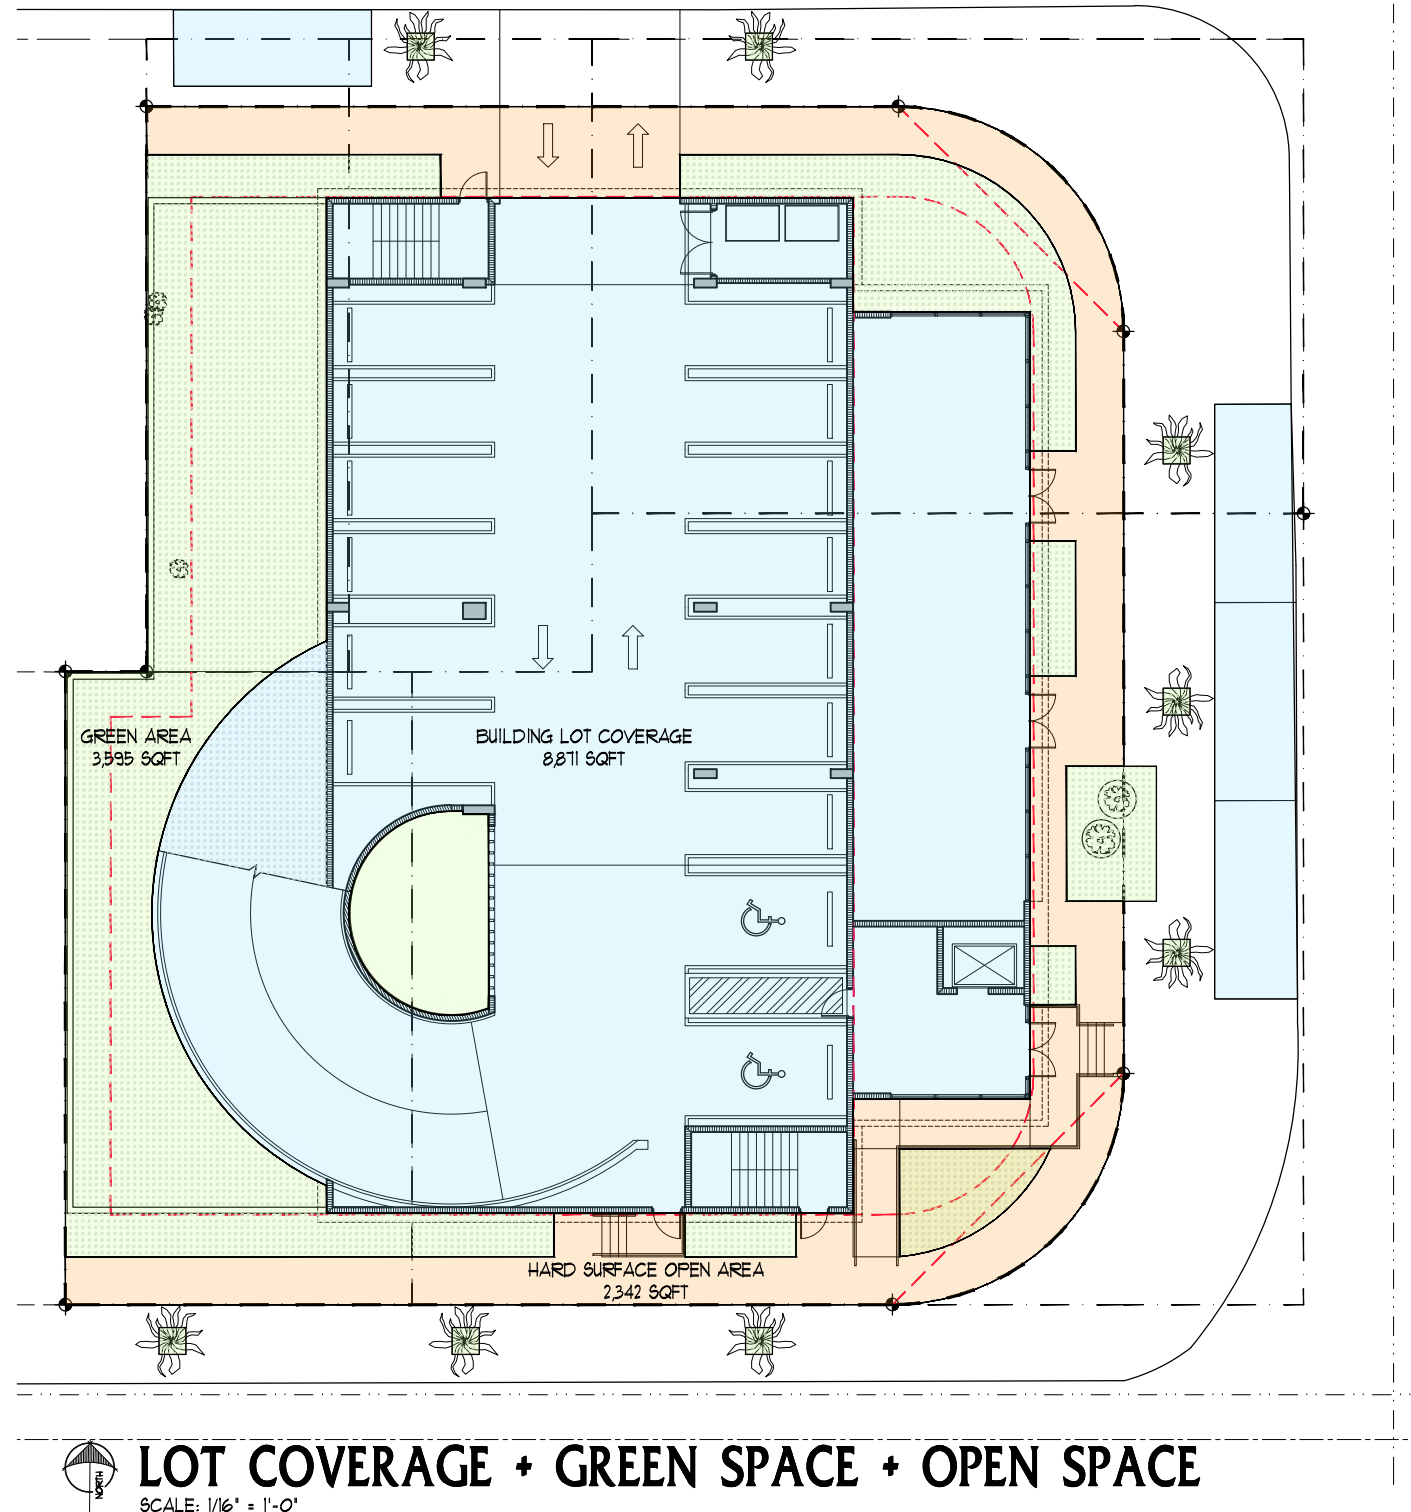 GREEN AREA
3,595 SQFT
BUILDING LOT COVERAGE
8,871 SQFT
HARD SURFACE OPEN AREA
2,342 SQFT
NORTH
LOT COVERAGE + GREEN SPACE + OPEN SPACE
SCALE: 1/16" = 1'-0"